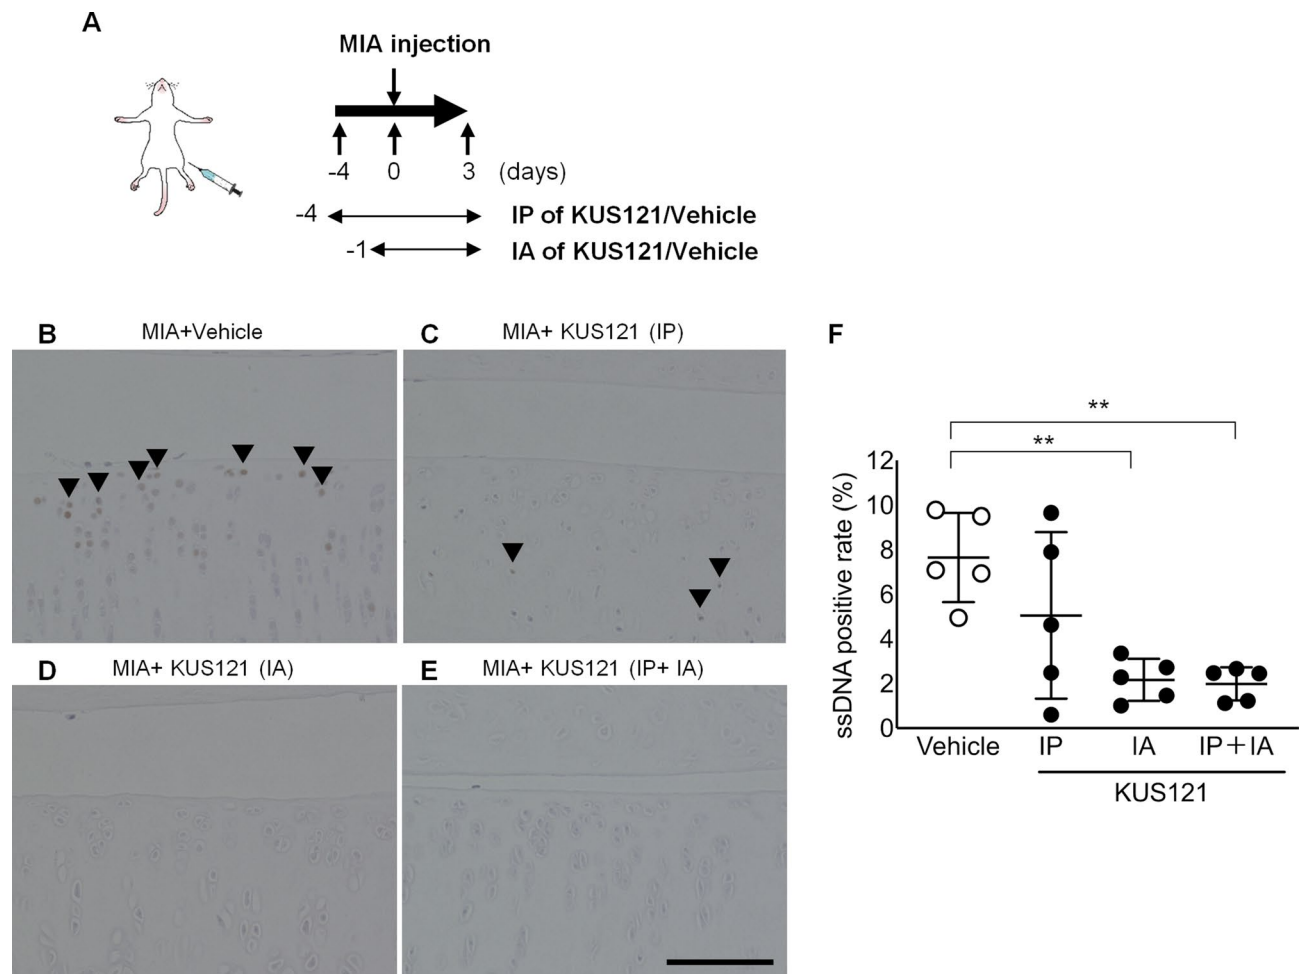 A
MIA injection
-4 0 3 (days)
-4 IP of KUS121/Vehicle
-1 IA of KUS121/Vehicle
B MIA+Vehicle
C MIA+ KUS121 (IP)
D MIA+ KUS121 (IA)
E MIA+ KUS121 (IP+ IA)
F
**
**
ssDNA positive rate (%)
12
10
8
6
4
2
0
Vehicle IP IA IP+IA
KUS121